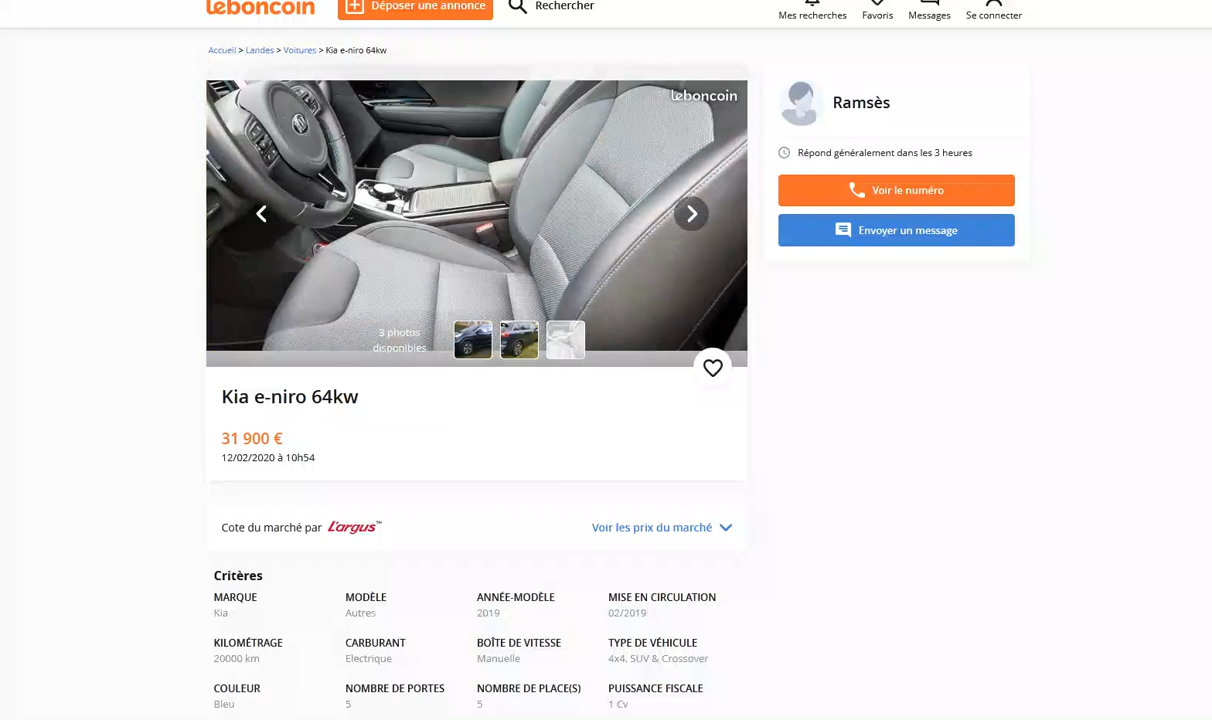 leboncoin
Déposer une annonce
Rechercher
Mes recherches
Favoris
Messages
Se connecter
Accueil > Landes > Voitures > Kia e-niro 64kw
leboncoin
3 photos
disponibles
Ramsès
Répond généralement dans les 3 heures
Voir le numéro
Envoyer un message
Kia e-niro 64kw
31 900 €
12/02/2020 à 10h54
Cote du marché par L'argus™
Voir les prix du marché
Critères
MARQUE MODÈLE ANNÉE-MODÈLE MISE EN CIRCULATION
Kia Autres 2019 02/2019
KILOMÉTRAGE CARBURANT BOÎTE DE VITESSE TYPE DE VÉHICULE
20000 km Electrique Manuelle 4x4, SUV & Crossover
COULEUR NOMBRE DE PORTES NOMBRE DE PLACE(S) PUISSANCE FISCALE
Bleu 5 5 1 Cv